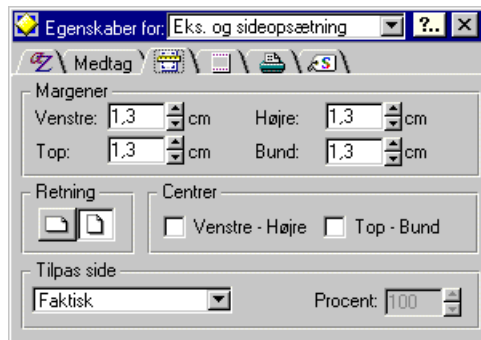 Egenskaber for: Eks. og sideopsætning ?..
Medtag
Margener
Venstre: 1,3 cm Højre: 1,3 cm
Top: 1,3 cm Bund: 1,3 cm
Retning Centrer
Venstre - Højre Top - Bund
Tilpas side
Faktisk Procent: 100